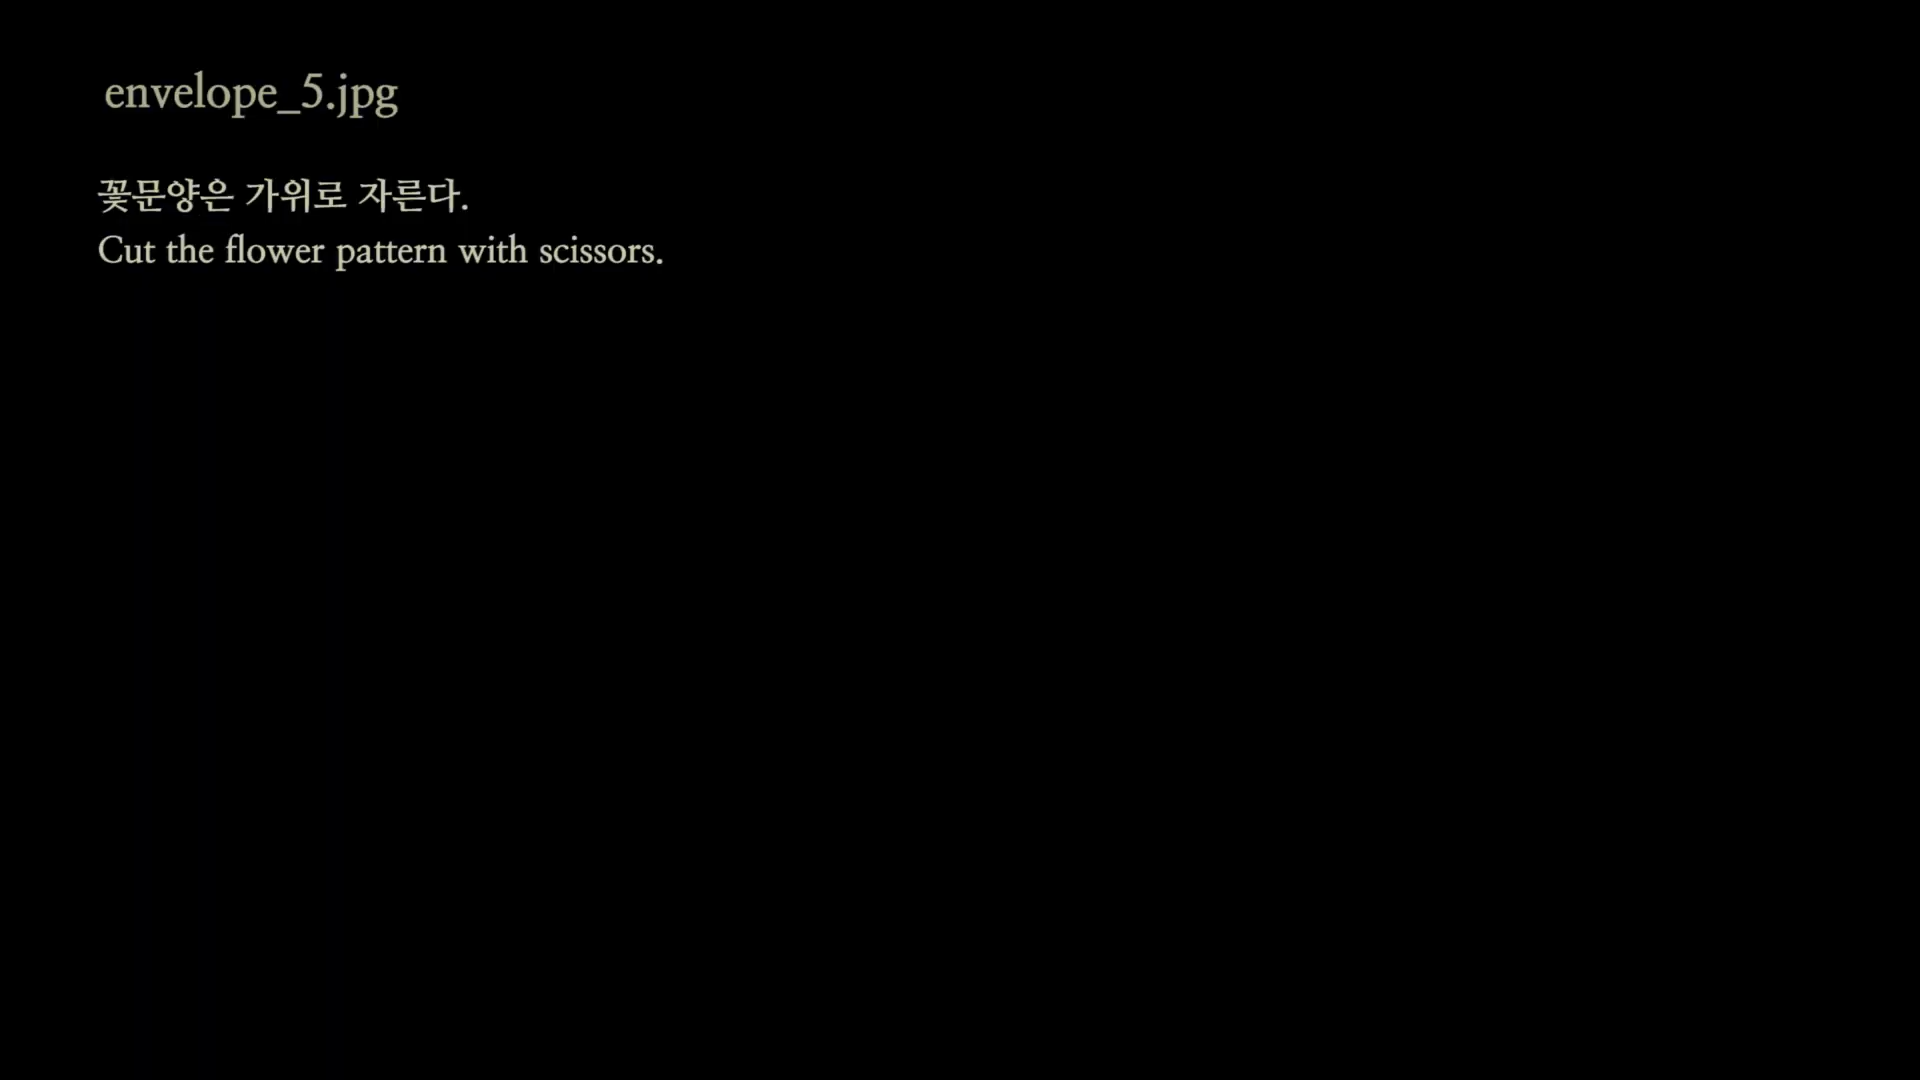 envelope_5.jpg
꽃문양은 가위로 자른다.
Cut the flower pattern with scissors.